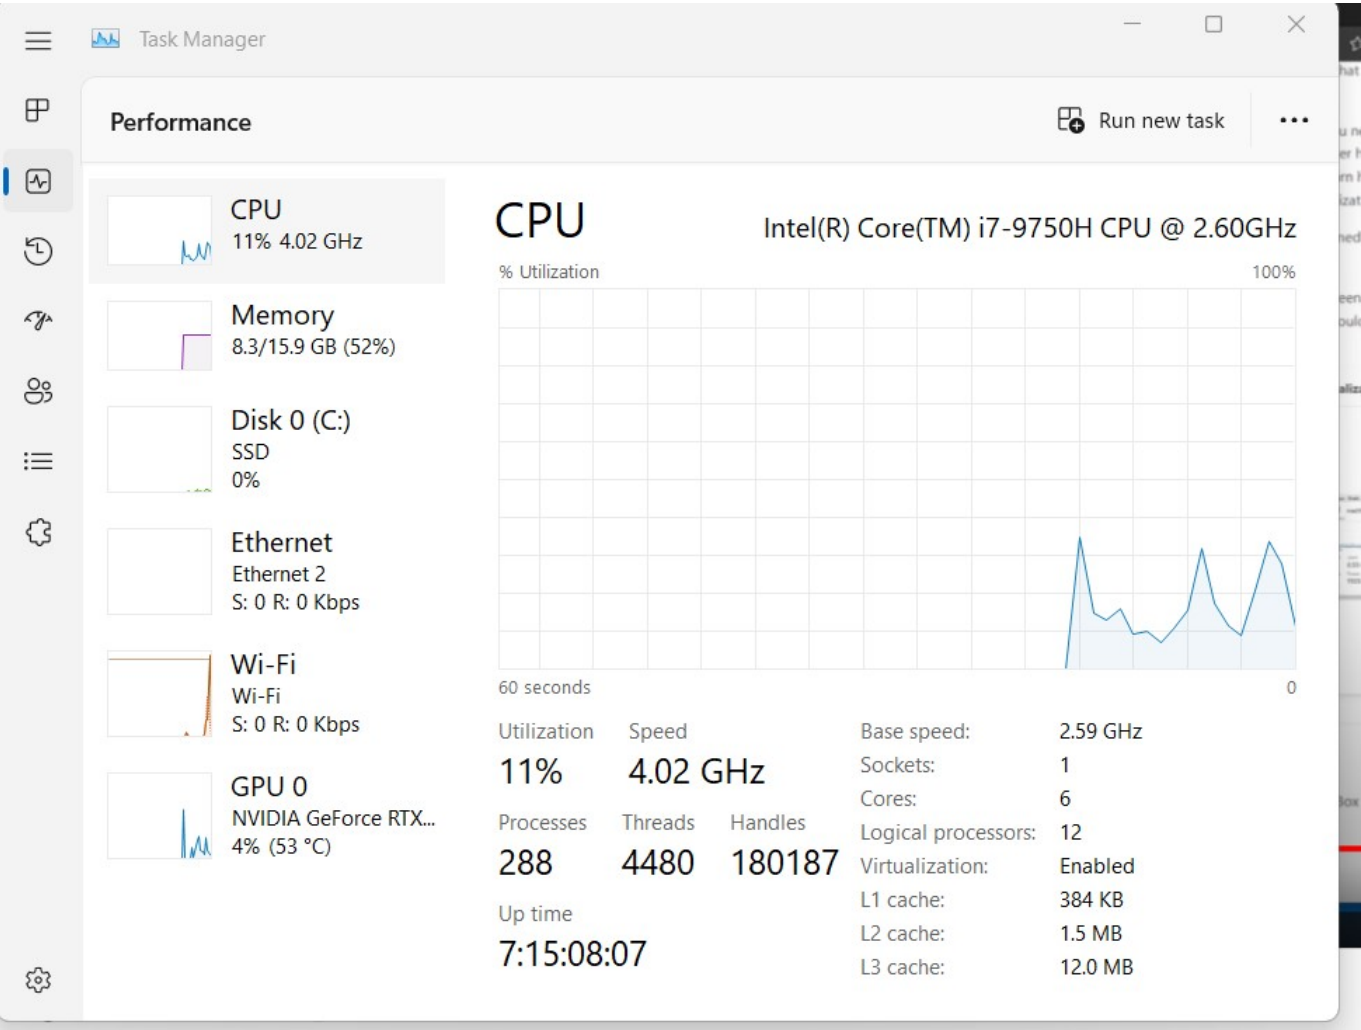 Task Manager
Performance
Run new task
CPU
11% 4.02 GHz
Memory
8.3/15.9 GB (52%)
Disk 0 (C:)
SSD
0%
Ethernet
Ethernet 2
S: 0 R: 0 Kbps
Wi-Fi
Wi-Fi
S: 0 R: 0 Kbps
GPU 0
NVIDIA GeForce RTX...
4% (53 °C)
CPU
Intel(R) Core(TM) i7-9750H CPU @ 2.60GHz
% Utilization
100%
60 seconds
0
Utilization
11%
Speed
4.02 GHz
Processes
288
Threads
4480
Handles
180187
Up time
7:15:08:07
Base speed: 2.59 GHz
Sockets: 1
Cores: 6
Logical processors: 12
Virtualization: Enabled
L1 cache: 384 KB
L2 cache: 1.5 MB
L3 cache: 12.0 MB